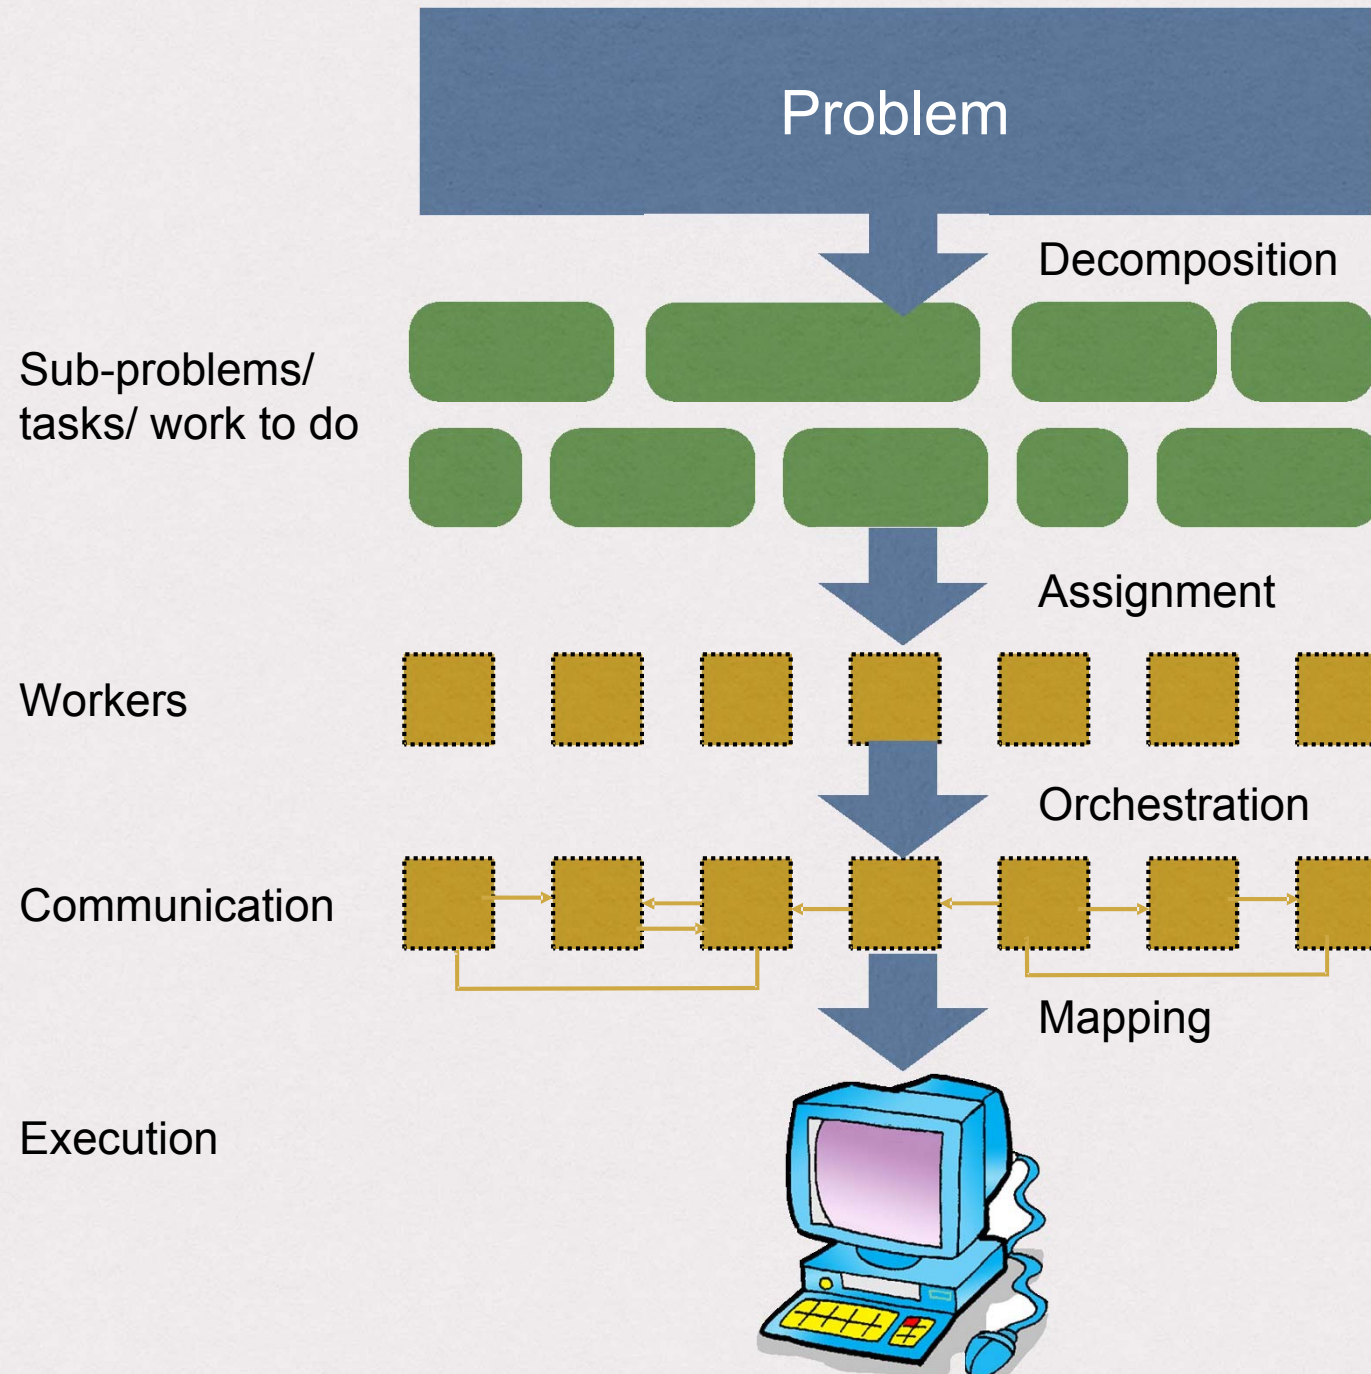 Problem
Decomposition
Sub-problems/
tasks/ work to do
Assignment
Workers
Orchestration
Communication
Mapping
Execution